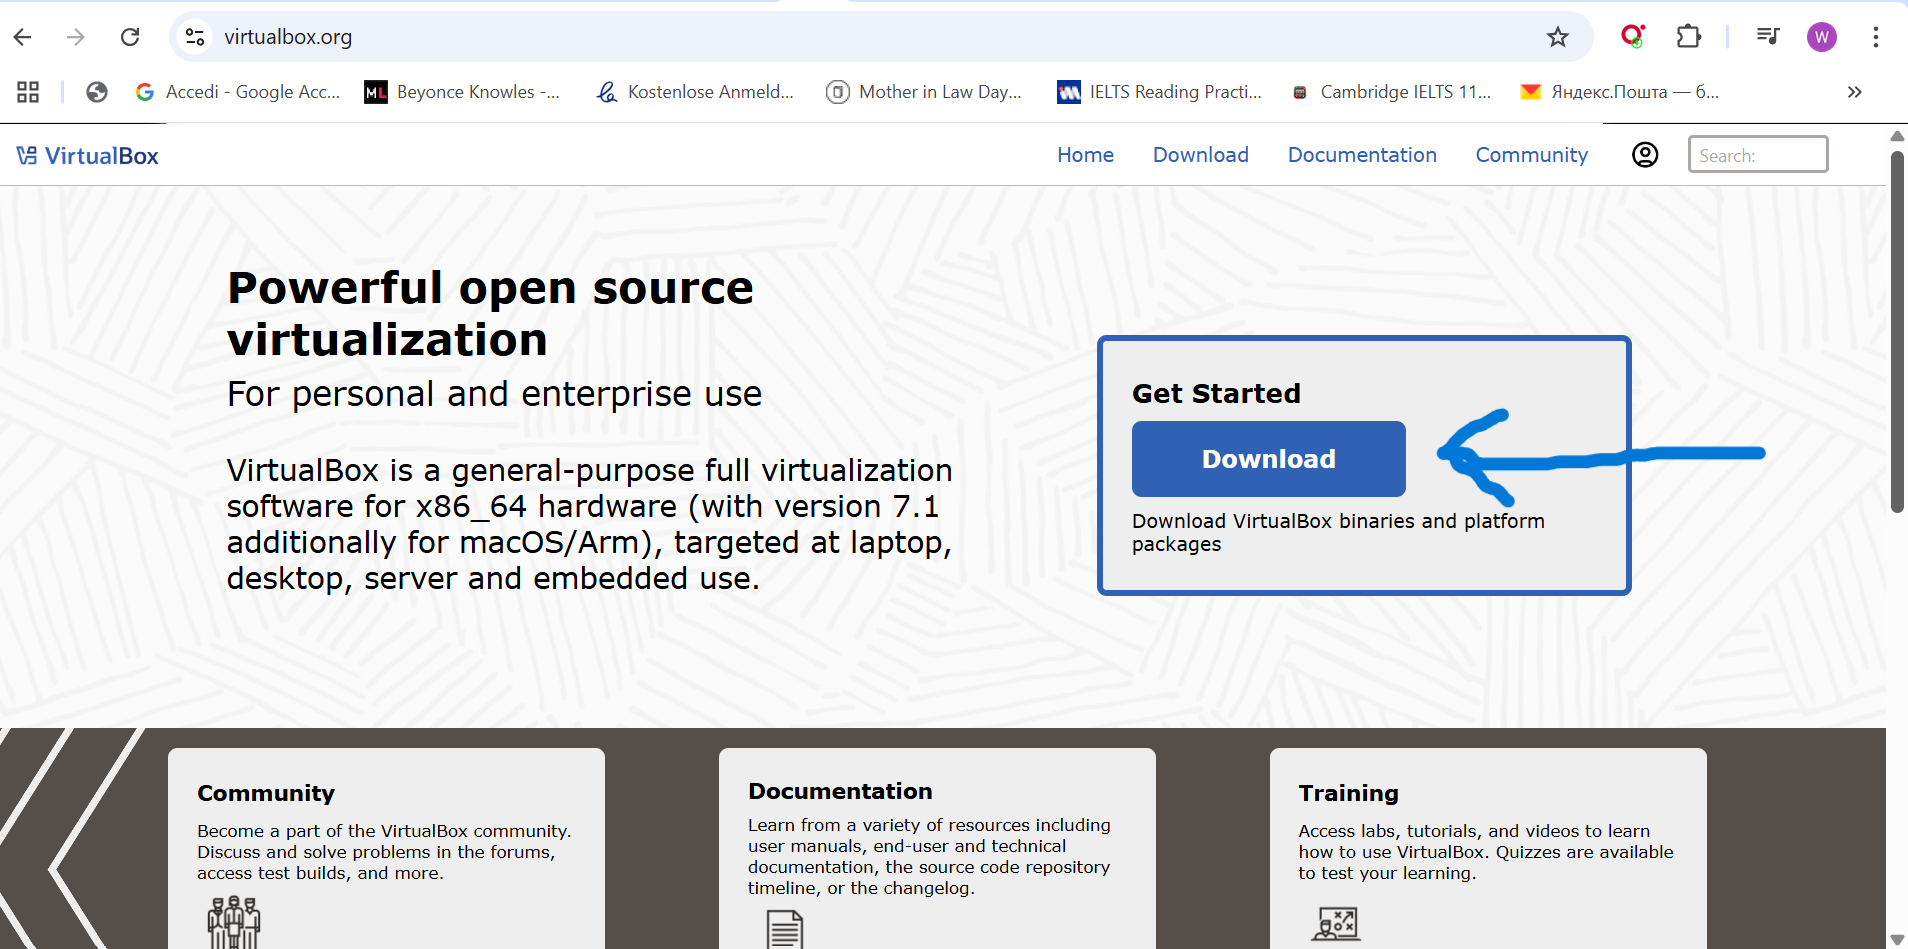 virtualbox.org
W
Accedi - Google Acc...
ML
Beyonce Knowles -...
Kostenlose Anmeld...
Mother in Law Day...
IELTS Reading Practi...
Cambridge IELTS 11...
Яндекс.Почта — б...
VirtualBox
Home
Download
Documentation
Community
Search:
Powerful open source
virtualization
For personal and enterprise use
VirtualBox is a general-purpose full virtualization
software for x86_64 hardware (with version 7.1
additionally for macOS/Arm), targeted at laptop,
desktop, server and embedded use.
Get Started
Download
Download VirtualBox binaries and platform
packages
Community
Become a part of the VirtualBox community.
Discuss and solve problems in the forums,
access test builds, and more.
Documentation
Learn from a variety of resources including
user manuals, end-user and technical
documentation, the source code repository
timeline, or the changelog.
Training
Access labs, tutorials, and videos to learn
how to use VirtualBox. Quizzes are available
to test your learning.